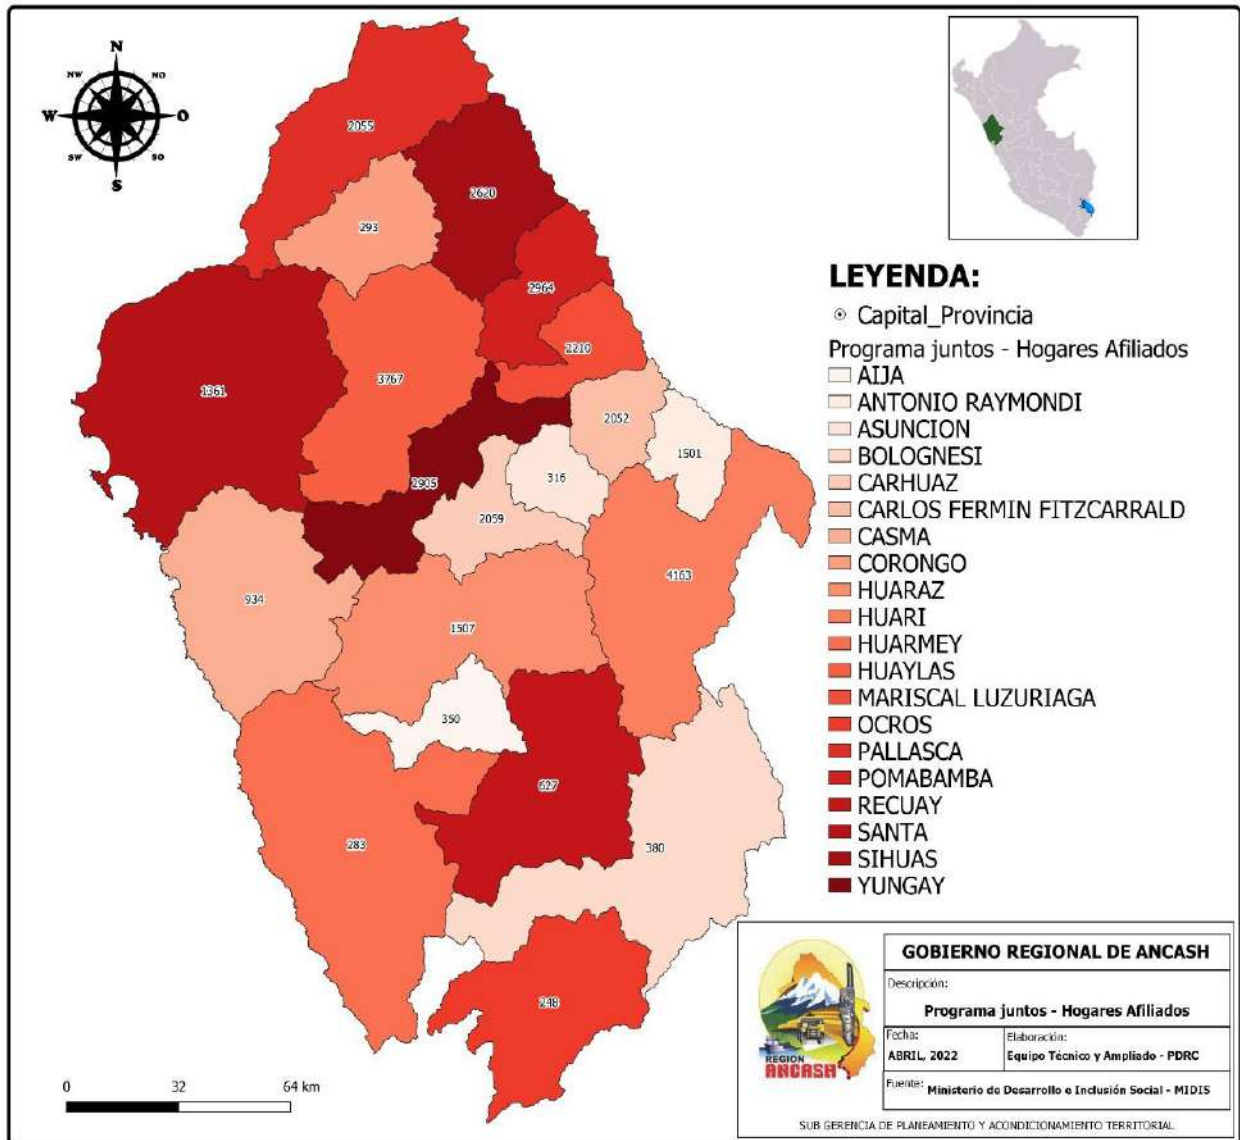 N
NW
NO
W
O
SW
SO
S
2055
2620
293
2964
2210
1361
3767
2052
1501
2905
316
2059
4163
934
1507
350
627
283
380
248
LEYENDA:
Capital_Provincia
Programa juntos - Hogares Afiliados
AIJA
ANTONIO RAYMONDI
ASUNCION
BOLOGNESI
CARHUAZ
CARLOS FERMIN FITZCARRALD
CASMA
CORONGO
HUARAZ
HUARI
HUARMEY
HUAYLAS
MARISCAL LUZURIAGA
OCROS
PALLASCA
POMABAMBA
RECUAY
SANTA
SIHUAS
YUNGAY
0 32 64 km
REGION
ANCASH
GOBIERNO REGIONAL DE ANCASH
Descripción:
Programa juntos - Hogares Afiliados
Fecha:
ABRIL, 2022
Elaboración:
Equipo Técnico y Ampliado - PDRC
Fuente: Ministerio de Desarrollo e Inclusión Social - MIDIS
SUB GERENCIA DE PLANEAMIENTO Y ACONDICIONAMIENTO TERRITORIAL